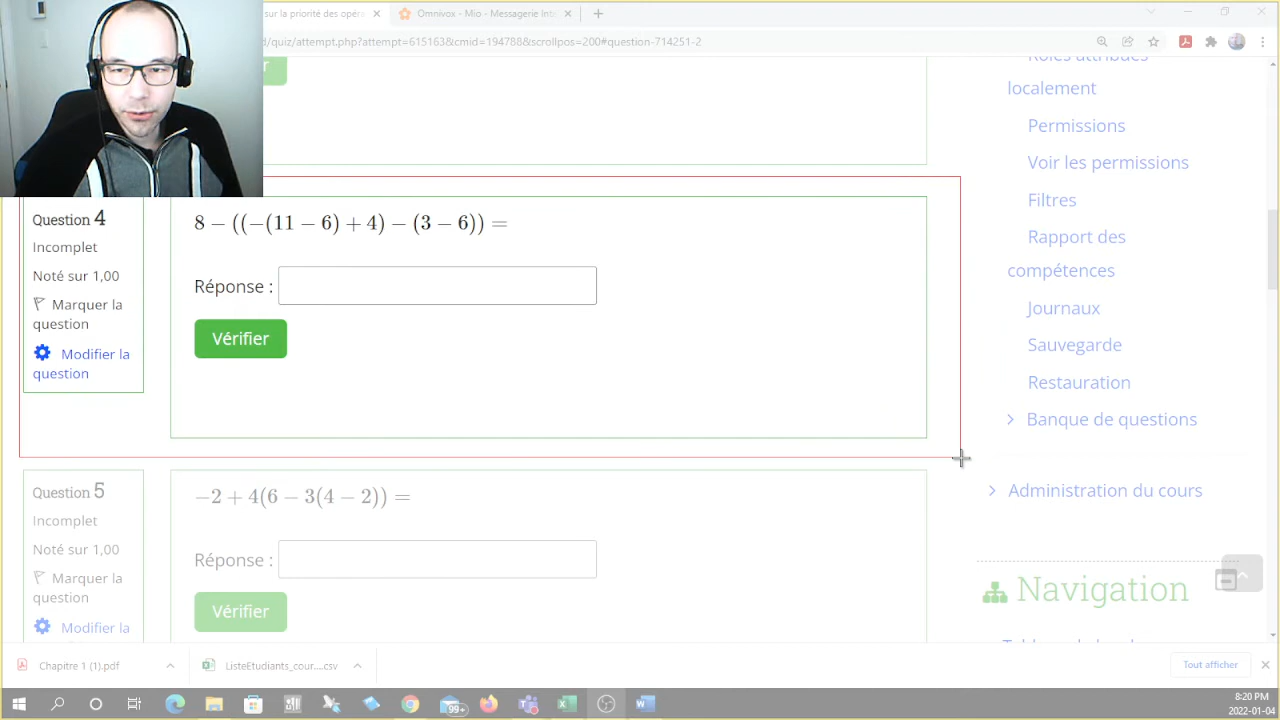 sur la priorité des opéra
Omnivox - Mio - Messagerie Inte
d/quiz/attempt.php?attempt=615163&cmid=194788&scrollpos=200#question-714251-2
localement
Permissions
Voir les permissions
Filtres
Rapport des
compétences
Journaux
Sauvegarde
Restauration
Banque de questions
Administration du cours
Navigation
Question 4
Incomplet
Noté sur 1,00
Marquer la
question
Modifier la
question
8 − ((−(11 − 6) + 4) − (3 − 6)) =
Réponse :
Vérifier
Question 5
Incomplet
Noté sur 1,00
Marquer la
question
Modifier la
−2 + 4(6 − 3(4 − 2)) =
Réponse :
Vérifier
Chapitre 1 (1).pdf
ListeEtudiants_cour....csv
Tout afficher
99+
8:20 PM
2022-01-04